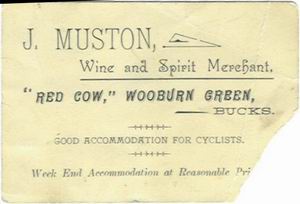 J. MUSTON,
Wine and Spirit Merchant,
"RED COW," WOOBURN GREEN,
BUCKS.
GOOD ACCOMMODATION FOR CYCLISTS.
Week End Accommodation at Reasonable Pri